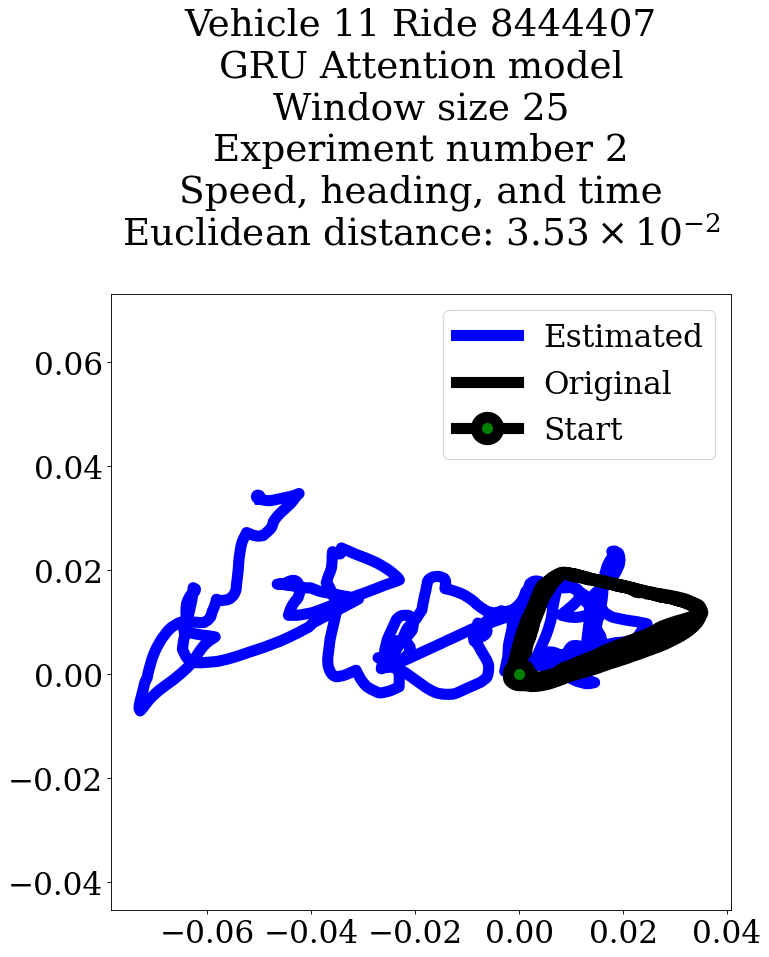 Vehicle 11 Ride 8444407
GRU Attention model
Window size 25
Experiment number 2
Speed, heading, and time
Euclidean distance: 3.53 × 10⁻²
Estimated
Original
Start
0.06
0.04
0.02
0.00
−0.02
−0.04
−0.06 −0.04 −0.02 0.00 0.02 0.04